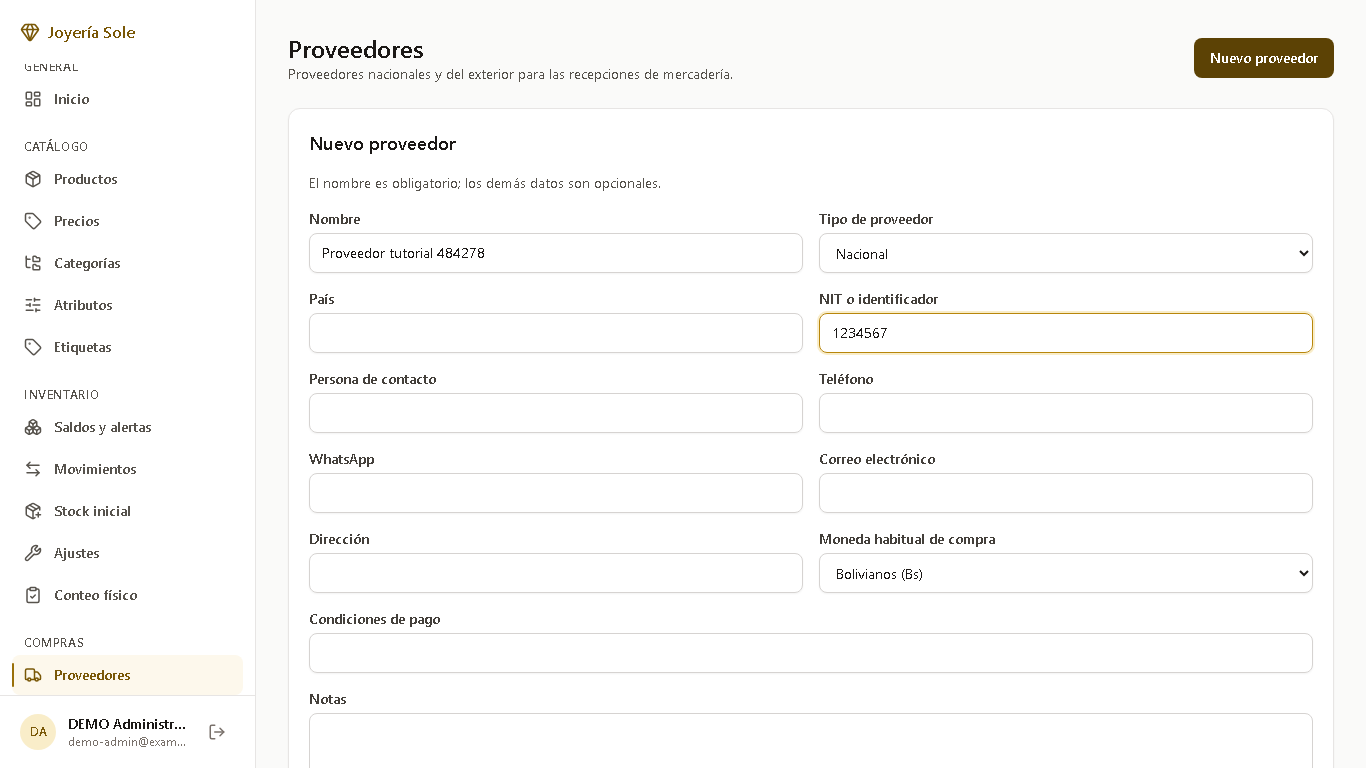 Joyería Sole
GENERAL
Inicio
CATÁLOGO
Productos
Precios
Categorías
Atributos
Etiquetas
INVENTARIO
Saldos y alertas
Movimientos
Stock inicial
Ajustes
Conteo físico
COMPRAS
Proveedores
DA
DEMO Administr...
demo-admin@exam...
Proveedores
Proveedores nacionales y del exterior para las recepciones de mercadería.
Nuevo proveedor
Nuevo proveedor
El nombre es obligatorio; los demás datos son opcionales.
Nombre
Proveedor tutorial 484278
Tipo de proveedor
Nacional
País
NIT o identificador
1234567
Persona de contacto
Teléfono
WhatsApp
Correo electrónico
Dirección
Moneda habitual de compra
Bolivianos (Bs)
Condiciones de pago
Notas